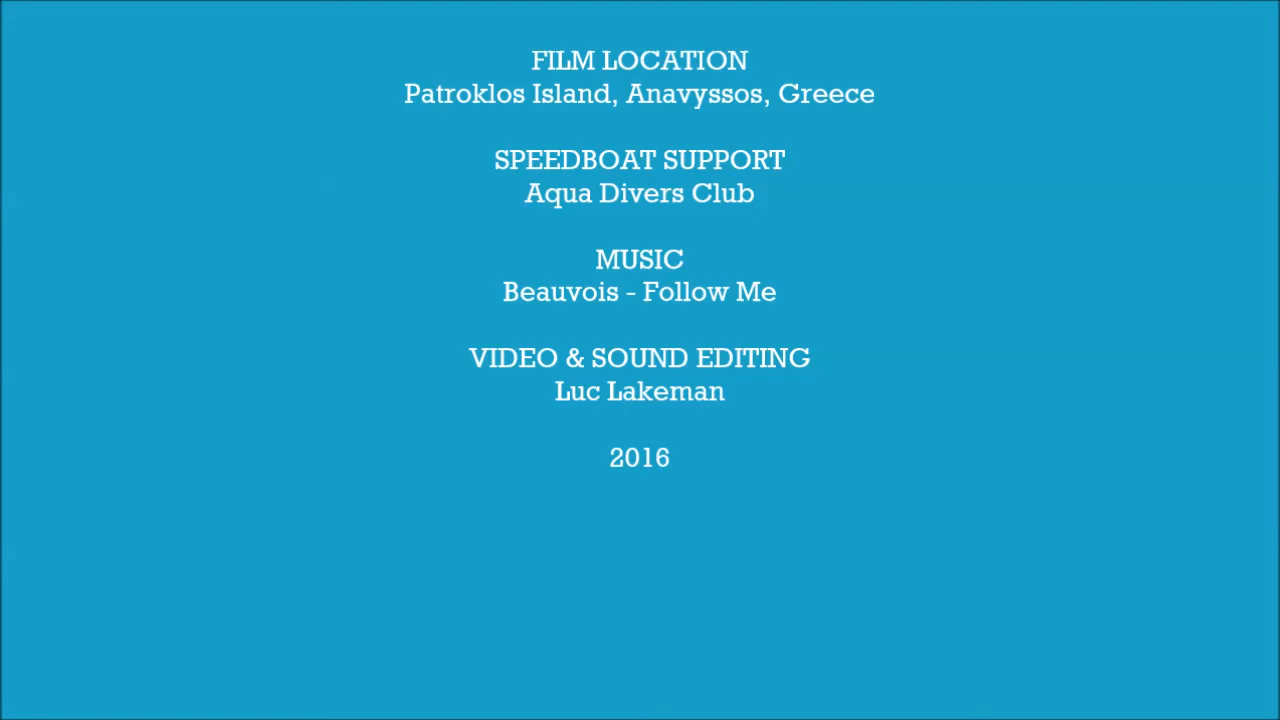 FILM LOCATION
Patroklos Island, Anavyssos, Greece
SPEEDBOAT SUPPORT
Aqua Divers Club
MUSIC
Beauvois - Follow Me
VIDEO & SOUND EDITING
Luc Lakeman
2016